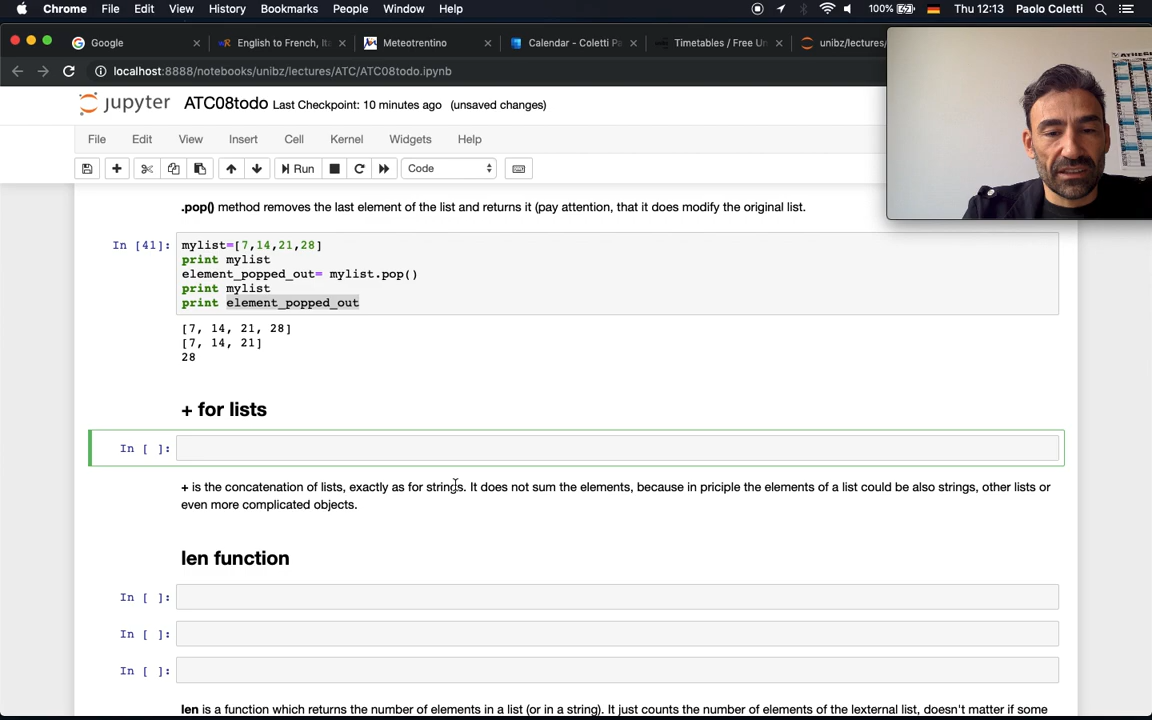 Chrome File Edit View History Bookmarks People Window Help 100% Thu 12:13 Paolo Coletti
Google English to French, Ita Meteotrentino Calendar - Coletti Pa Timetables / Free Un unibz/lectures/
localhost:8888/notebooks/unibz/lectures/ATC/ATC08todo.ipynb
jupyter ATC08todo Last Checkpoint: 10 minutes ago (unsaved changes)
File Edit View Insert Cell Kernel Widgets Help
Run Code
.pop() method removes the last element of the list and returns it (pay attention, that it does modify the original list.
In [41]: mylist=[7,14,21,28]
print mylist
element_popped_out= mylist.pop()
print mylist
print element_popped_out
[7, 14, 21, 28]
[7, 14, 21]
28
+ for lists
In [ ]:
+ is the concatenation of lists, exactly as for strings. It does not sum the elements, because in priciple the elements of a list could be also strings, other lists or
even more complicated objects.
len function
In [ ]:
In [ ]:
In [ ]:
len is a function which returns the number of elements in a list (or in a string). It just counts the number of elements of the lexternal list, doesn't matter if some